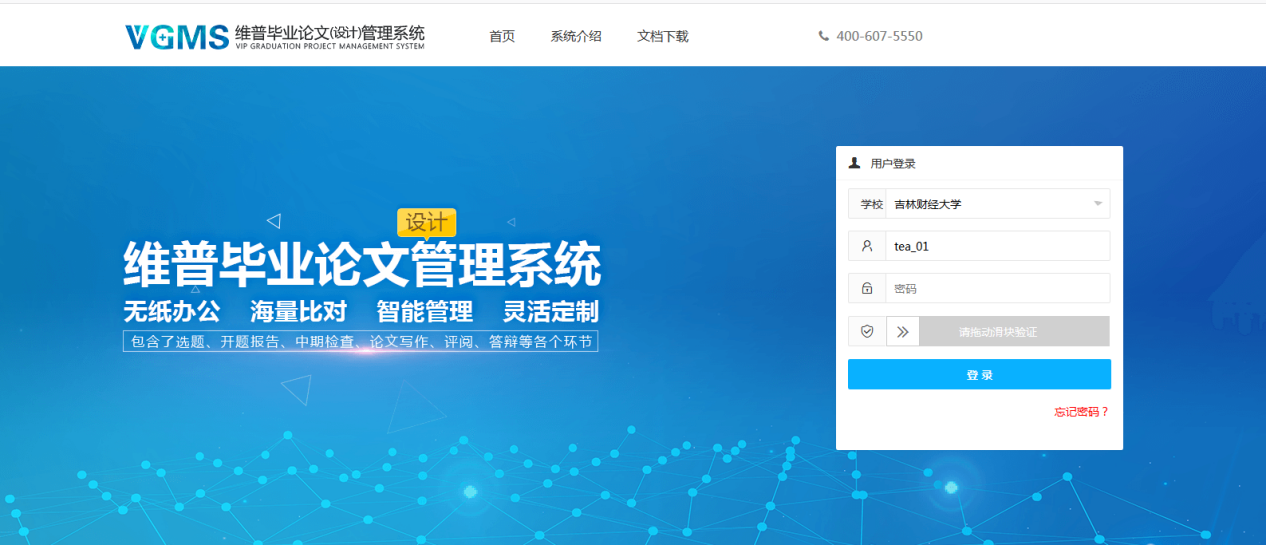 VGMS 维普毕业论文(设计)管理系统
VIP GRADUATION PROJECT MANAGEMENT SYSTEM
首页 系统介绍 文档下载 400-607-5550
用户登录
学校 吉林财经大学
tea_01
密码
请拖动滑块验证
登 录
忘记密码？
设计
维普毕业论文管理系统
无纸办公 海量比对 智能管理 灵活定制
包含了选题、开题报告、中期检查、论文写作、评阅、答辩等各个环节